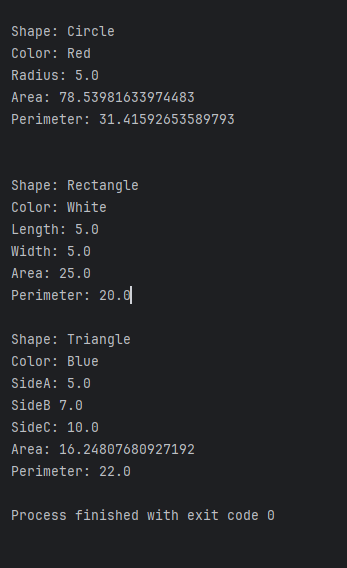 Shape: Circle
Color: Red
Radius: 5.0
Area: 78.53981633974483
Perimeter: 31.41592653589793
Shape: Rectangle
Color: White
Length: 5.0
Width: 5.0
Area: 25.0
Perimeter: 20.0
Shape: Triangle
Color: Blue
SideA: 5.0
SideB 7.0
SideC: 10.0
Area: 16.24807680927192
Perimeter: 22.0
Process finished with exit code 0